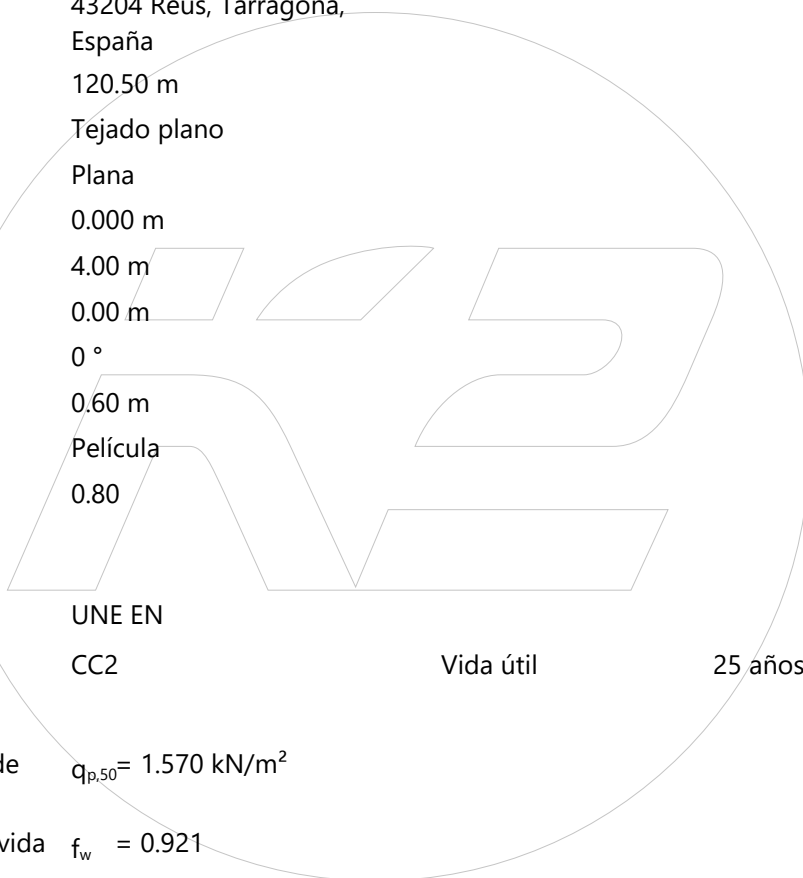 43204 Reus, Tarragona,
España
120.50 m
Tejado plano
Plana
0.000 m
4.00 m
0.00 m
0 °
0.60 m
Película
0.80
UNE EN
CC2 Vida útil 25 años
de qp,50= 1.570 kN/m²
vida fw = 0.921
K2